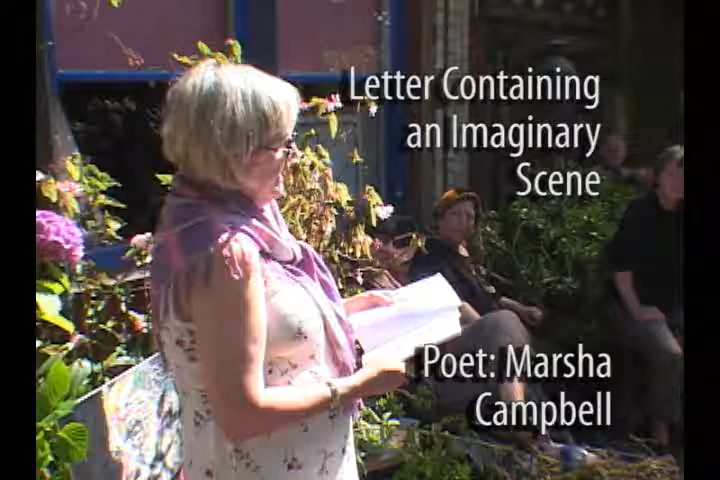 Letter Containing
an Imaginary
Scene
Poet: Marsha
Campbell